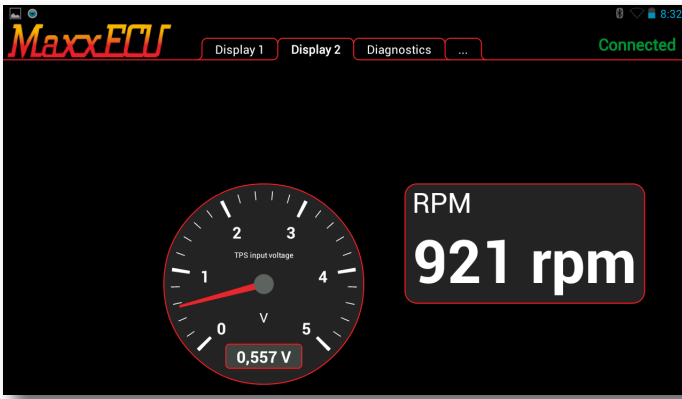 8:32
MaxxECU
Display 1 Display 2 Diagnostics ...
Connected
2 3
TPS input voltage
1 4
V
0 5
0,557 V
RPM
921 rpm